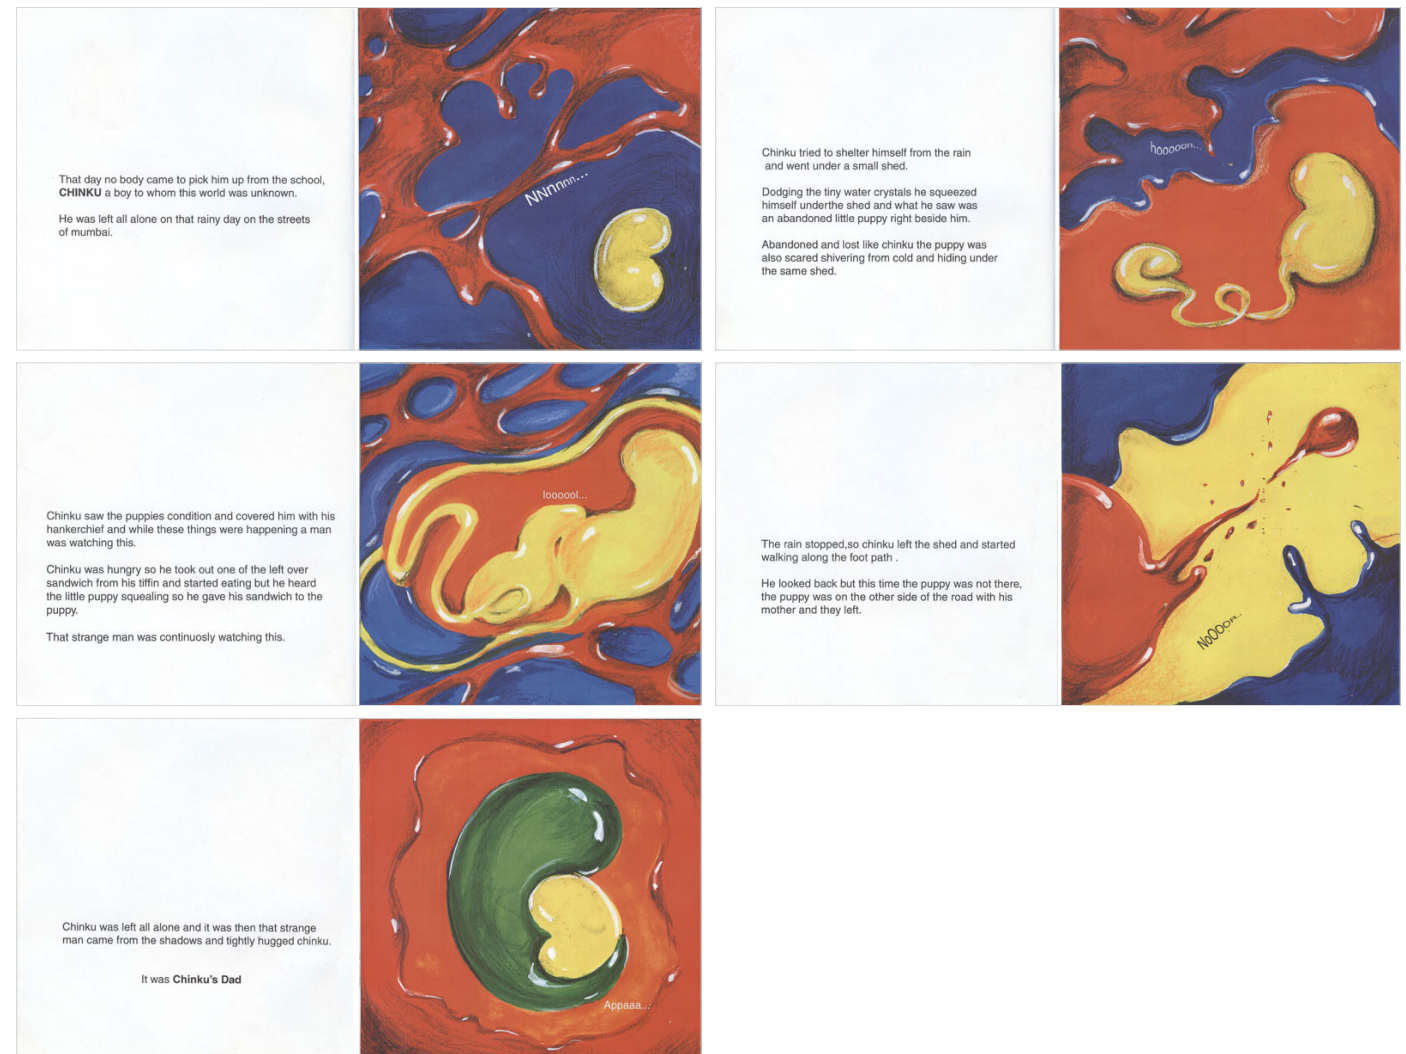 That day no body came to pick him up from the school,
CHINKU a boy to whom this world was unknown.
He was left all alone on that rainy day on the streets
of mumbai.
NNnnnnn...
Chinku tried to shelter himself from the rain
and went under a small shed.
Dodging the tiny water crystals he squeezed
himself underthe shed and what he saw was
an abandoned little puppy right beside him.
Abandoned and lost like chinku the puppy was
also scared shivering from cold and hiding under
the same shed.
hooooon...
Chinku saw the puppies condition and covered him with his
hankerchief and while these things were happening a man
was watching this.
Chinku was hungry so he took out one of the left over
sandwich from his tiffin and started eating but he heard
the little puppy squealing so he gave his sandwich to the
puppy.
That strange man was continuosly watching this.
loooool...
The rain stopped,so chinku left the shed and started
walking along the foot path .
He looked back but this time the puppy was not there,
the puppy was on the other side of the road with his
mother and they left.
Chinku was left all alone and it was then that strange
man came from the shadows and tightly hugged chinku.
It was Chinku's Dad
Appaaa...